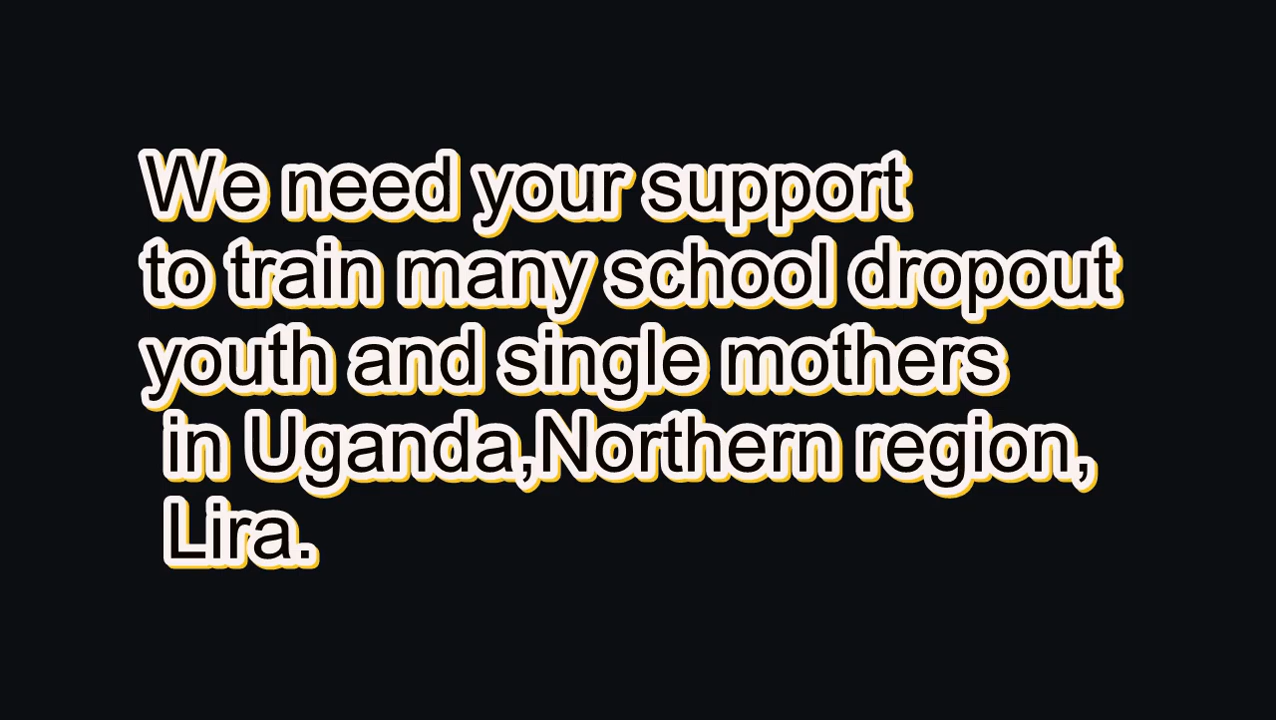 We need your support
to train many school dropout
youth and single mothers
in Uganda,Northern region,
Lira.